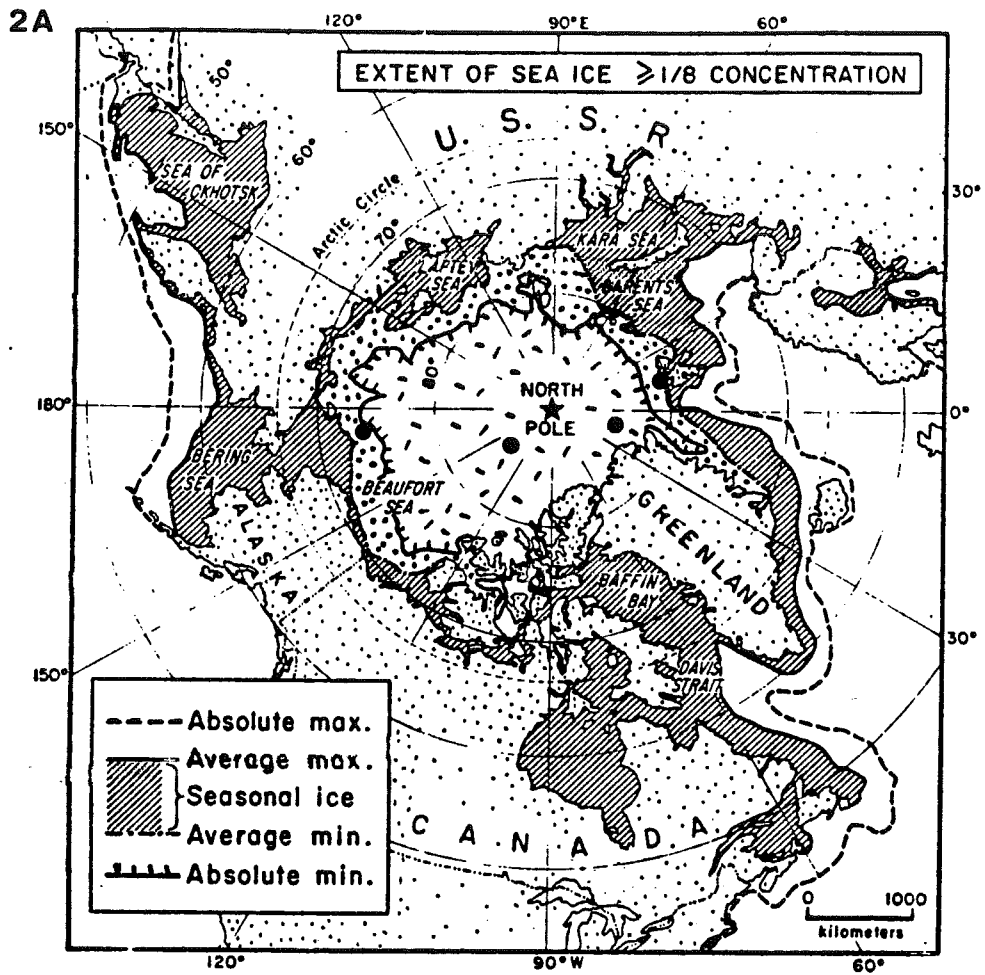 2A
120°
90°E
60°
EXTENT OF SEA ICE ⩾ 1/8 CONCENTRATION
50°
150°
U. S. S. R.
60°
SEA OF
OKHOTSK
30°
Arctic Circle
70°
KARA SEA
LAPTEV
SEA
BARENTS
SEA
80°
NORTH
POLE
180°
0°
BERING
SEA
BEAUFORT
SEA
ALASKA
GREENLAND
BAFFIN
BAY
30°
150°
DAVIS
STRAIT
Absolute max.
Average max.
Seasonal ice
Average min.
Absolute min.
CANADA
0 1000
kilometers
120°
90°W
60°